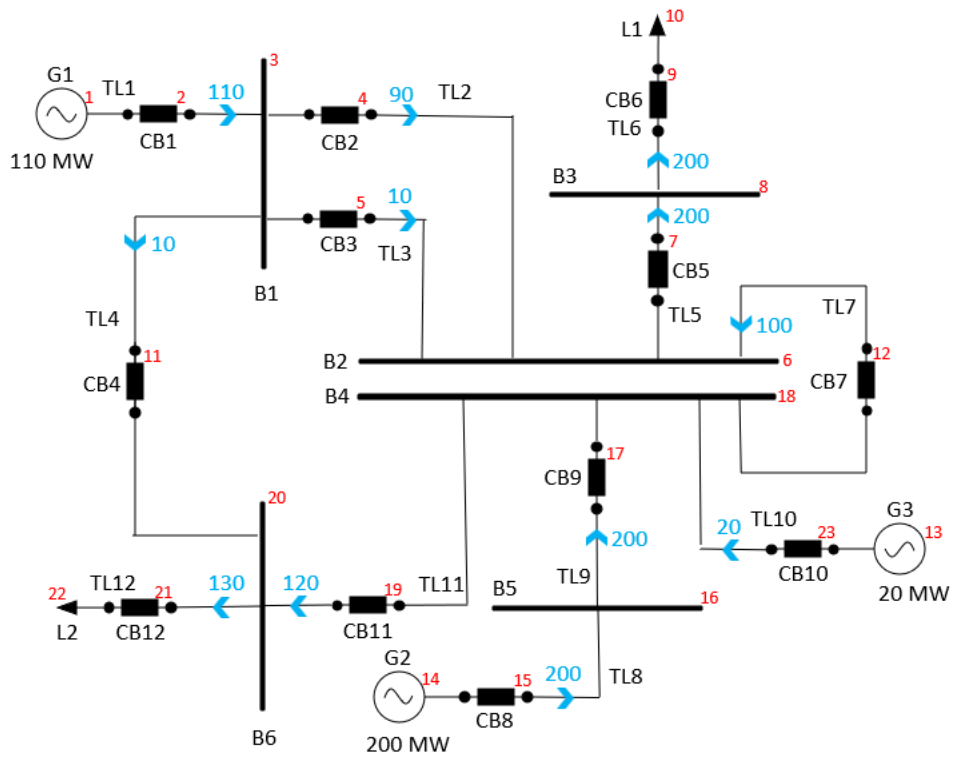 10
L1
3
G1
9
TL1
1
2
110
4
90
TL2
CB6
CB1
CB2
TL6
110 MW
200
B3
8
5
10
200
CB3
TL3
7
10
CB5
B1
TL5
TL7
TL4
100
11
12
B2
6
CB4
CB7
B4
18
17
CB9
20
G3
TL10
20
23
13
200
CB10
TL12
130
120
TL11
TL9
20 MW
22
21
19
B5
16
L2
CB12
CB11
G2
14
15
200
TL8
CB8
B6
200 MW